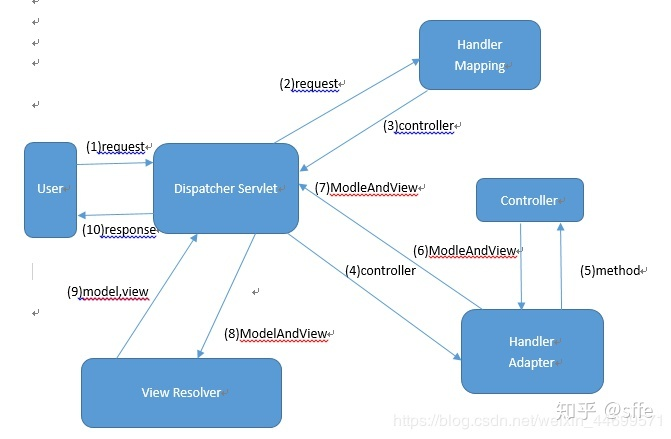 Handler
Mapping
(2)request
(3)controller
(1)request
User
Dispatcher Servlet
(7)ModleAndView
Controller
(10)response
(6)ModleAndView
(4)controller
(5)method
(9)model,view
(8)ModelAndView
Handler
Adapter
View Resolver
知乎 @sffe
https://blog.csdn.net/weixin_44699571